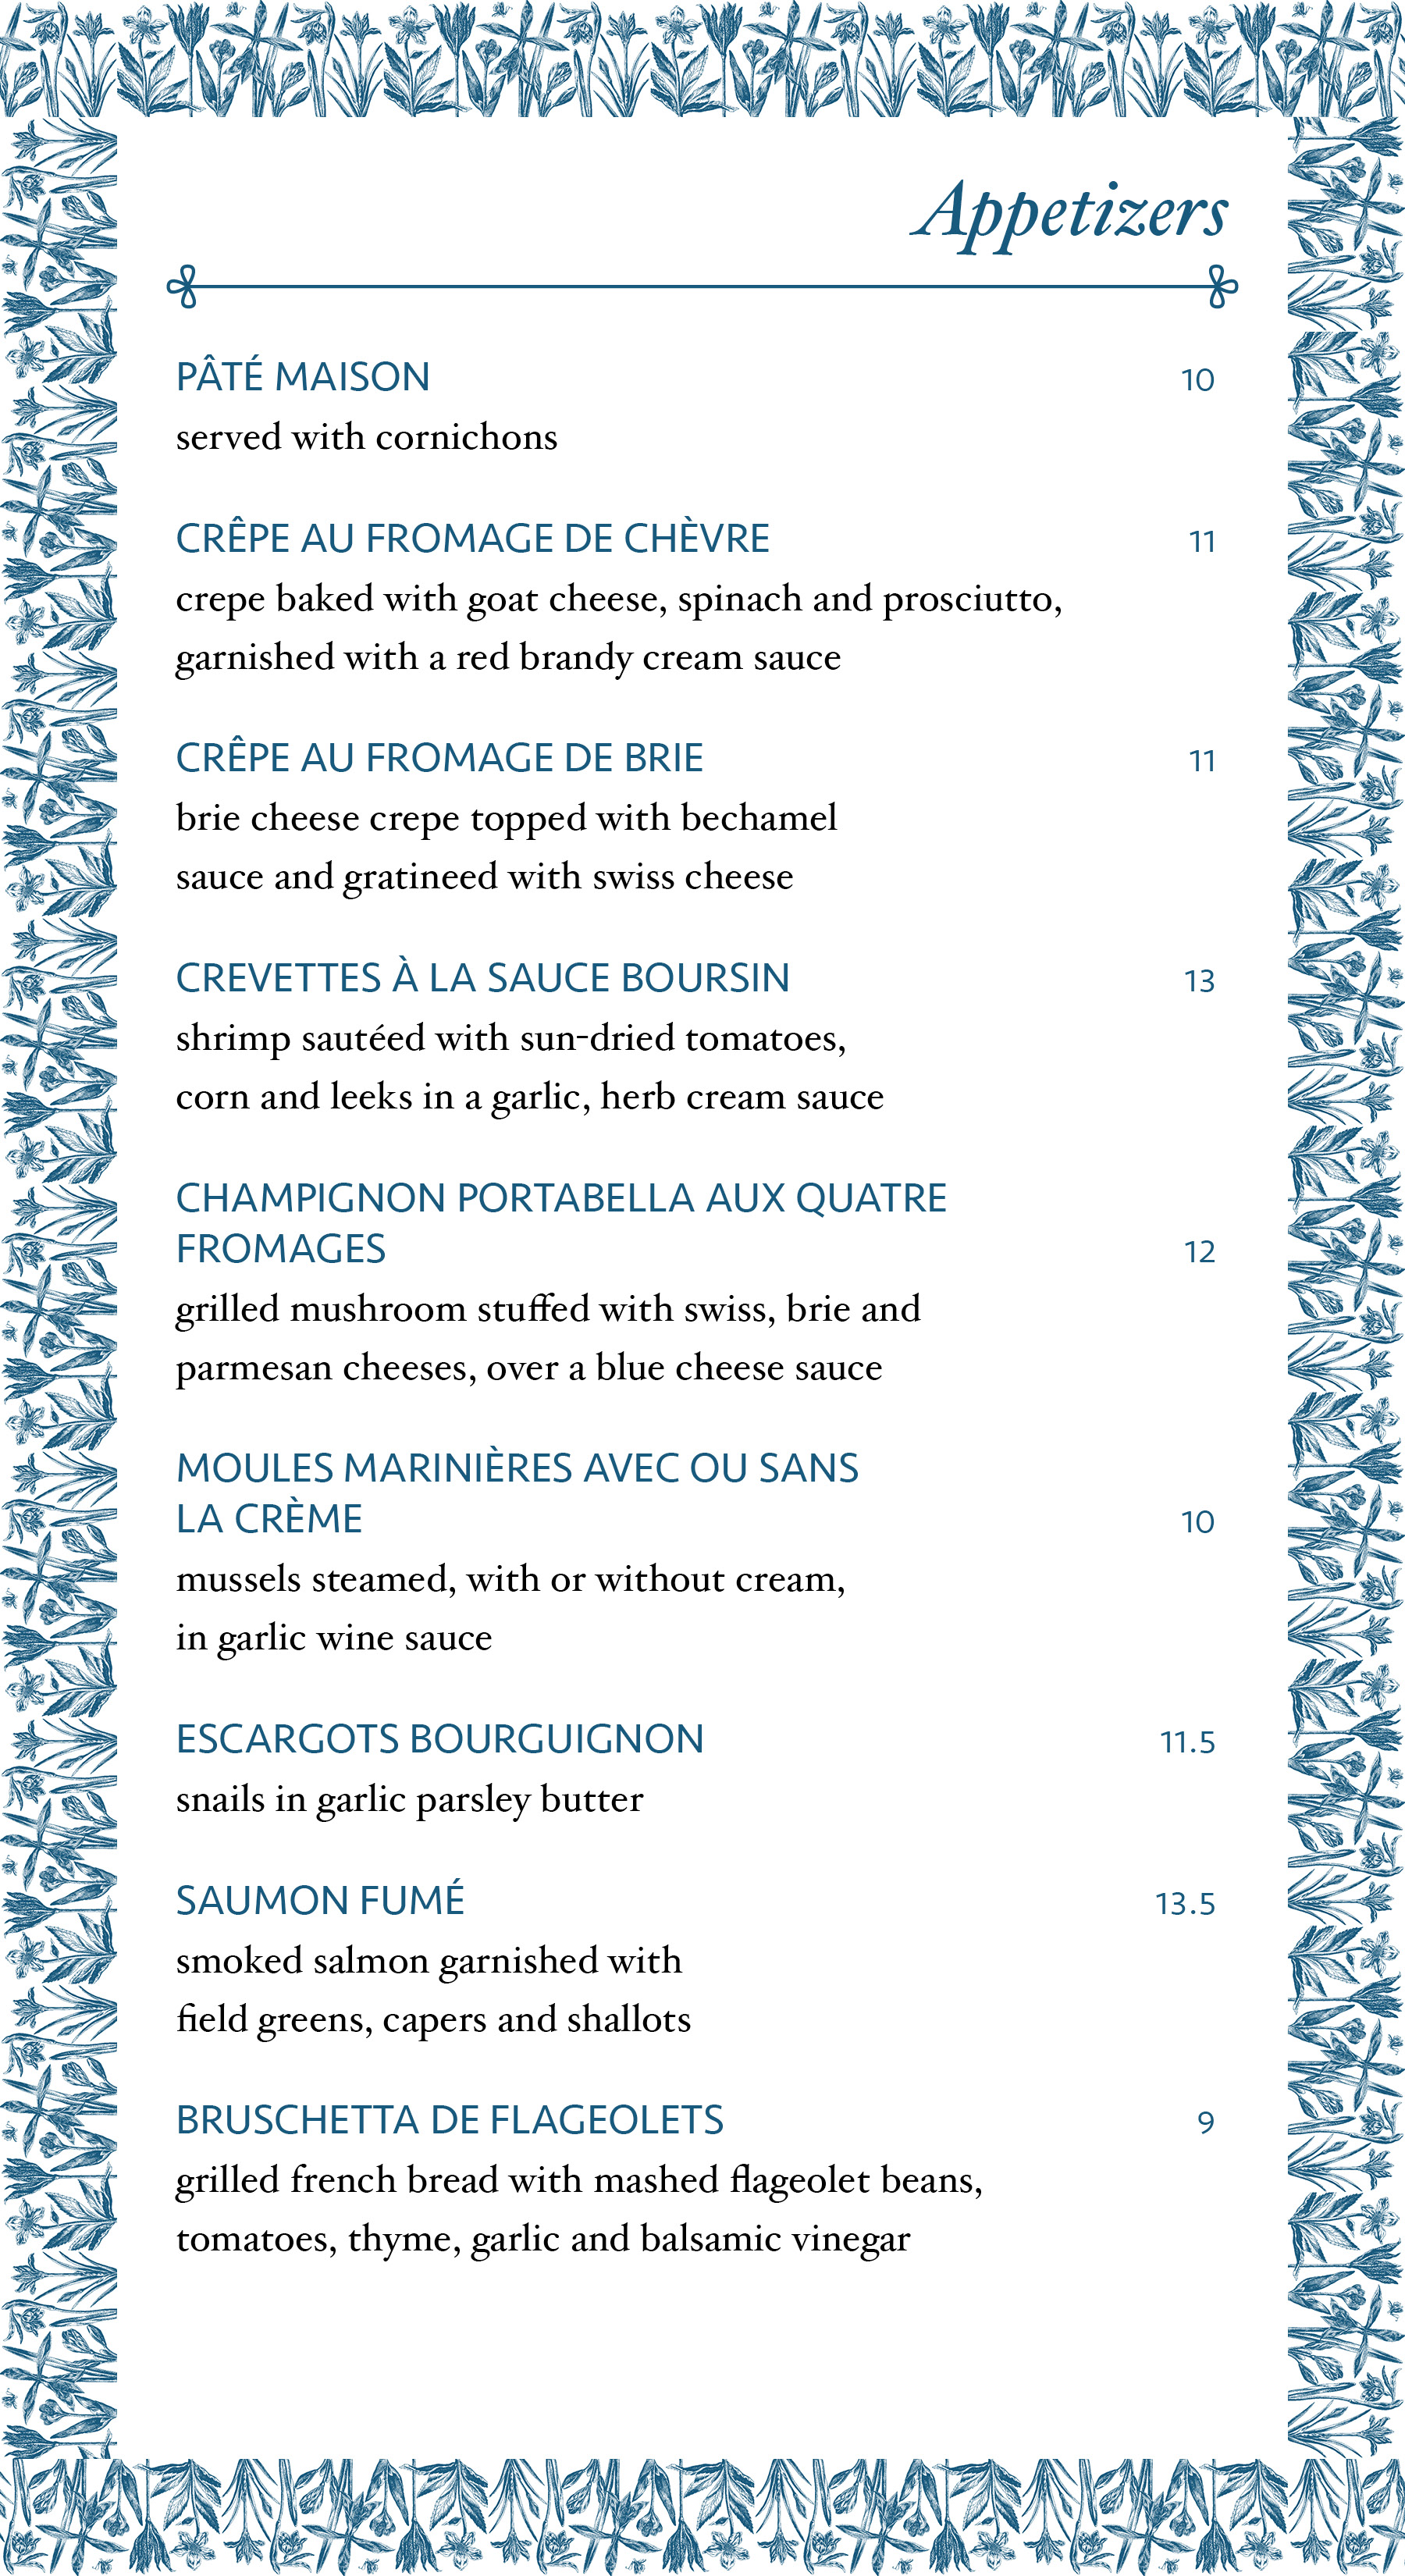 Appetizers
PÂTÉ MAISON 10
served with cornichons
CRÊPE AU FROMAGE DE CHÈVRE 11
crepe baked with goat cheese, spinach and prosciutto,
garnished with a red brandy cream sauce
CRÊPE AU FROMAGE DE BRIE 11
brie cheese crepe topped with bechamel
sauce and gratineed with swiss cheese
CREVETTES À LA SAUCE BOURSIN 13
shrimp sautéed with sun-dried tomatoes,
corn and leeks in a garlic, herb cream sauce
CHAMPIGNON PORTABELLA AUX QUATRE
FROMAGES 12
grilled mushroom stuffed with swiss, brie and
parmesan cheeses, over a blue cheese sauce
MOULES MARINIÈRES AVEC OU SANS
LA CRÈME 10
mussels steamed, with or without cream,
in garlic wine sauce
ESCARGOTS BOURGUIGNON 11.5
snails in garlic parsley butter
SAUMON FUMÉ 13.5
smoked salmon garnished with
field greens, capers and shallots
BRUSCHETTA DE FLAGEOLETS 9
grilled french bread with mashed flageolet beans,
tomatoes, thyme, garlic and balsamic vinegar